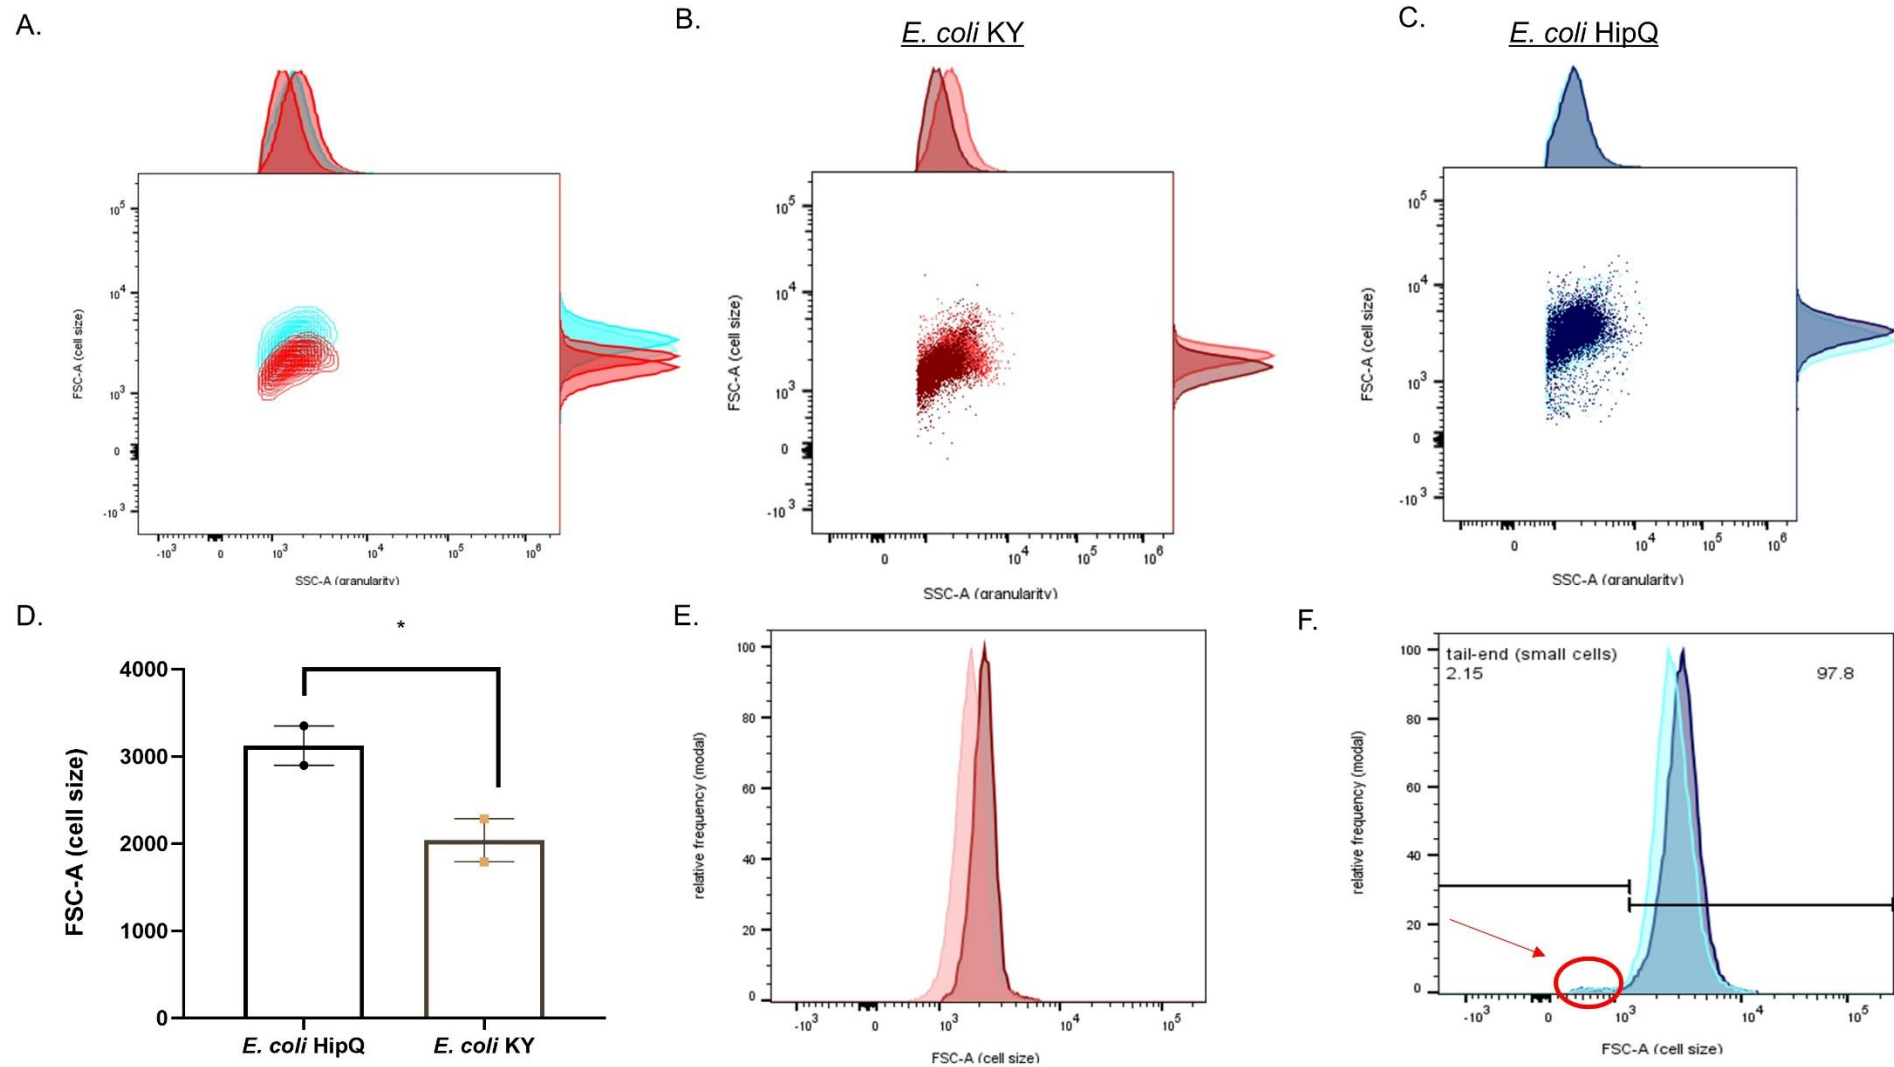 A.
B.
E. coli KY
C.
E. coli HipQ
FSC-A (cell size)
10^5
10^4
10^3
0
-10^3
-10^3 0 10^3 10^4 10^5 10^6
SSC-A (granularity)
FSC-A (cell size)
10^5
10^4
10^3
0
-10^3
0 10^4 10^5 10^6
SSC-A (granularity)
FSC-A (cell size)
10^5
10^4
10^3
0
-10^3
0 10^4 10^5 10^6
SSC-A (granularity)
D.
*
FSC-A (cell size)
4000
3000
2000
1000
0
E. coli HipQ E. coli KY
E.
relative frequency (modal)
100
80
60
40
20
0
-10^3 0 10^3 10^4 10^5
FSC-A (cell size)
F.
relative frequency (modal)
tail-end (small cells)
2.15 97.8
100
80
60
40
20
0
-10^3 0 10^3 10^4 10^5
FSC-A (cell size)